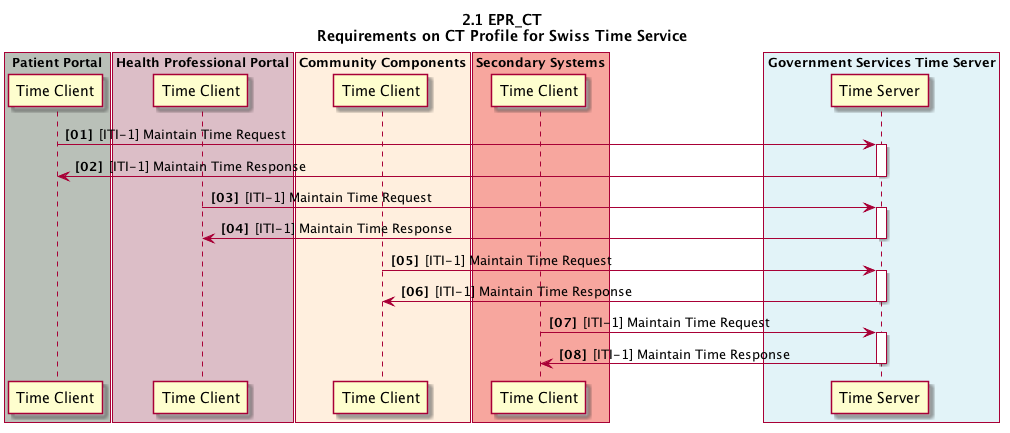 2.1 EPR_CT
Requirements on CT Profile for Swiss Time Service
Patient Portal
Health Professional Portal
Community Components
Secondary Systems
Government Services Time Server
Time Client
Time Client
Time Client
Time Client
Time Server
[01] [ITI-1] Maintain Time Request
[02] [ITI-1] Maintain Time Response
[03] [ITI-1] Maintain Time Request
[04] [ITI-1] Maintain Time Response
[05] [ITI-1] Maintain Time Request
[06] [ITI-1] Maintain Time Response
[07] [ITI-1] Maintain Time Request
[08] [ITI-1] Maintain Time Response
Time Client
Time Client
Time Client
Time Client
Time Server